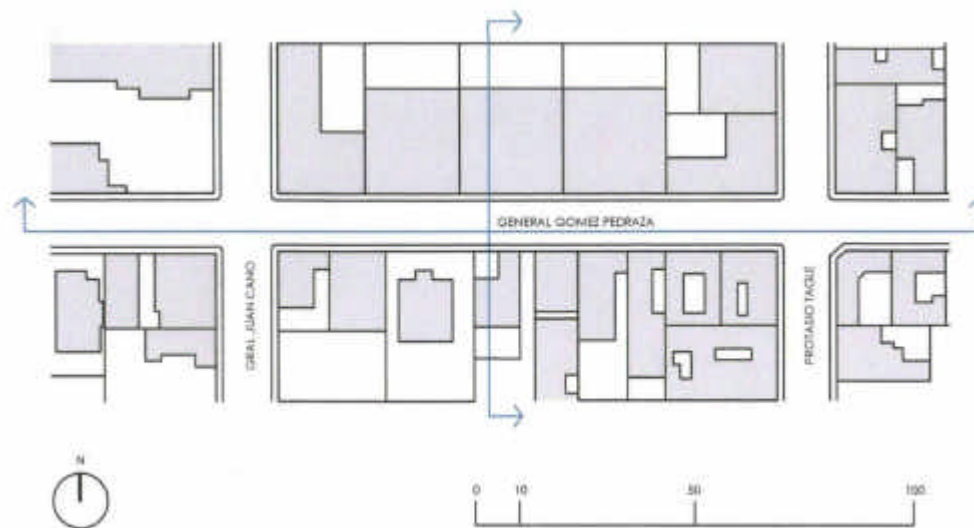 GENERAL GOMEZ PEDRAZA
GRAL. JUAN CANO
PROTASIO TAGLE
N
0 10 50 100